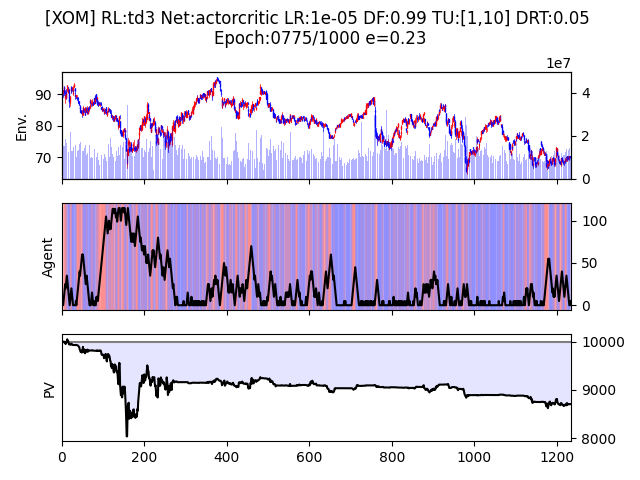 [XOM] RL:td3 Net:actorcritic LR:1e-05 DF:0.99 TU:[1,10] DRT:0.05
Epoch:0775/1000 e=0.23
1e7
90
80
70
Env.
4
2
0
Agent
100
50
0
PV
10000
9000
8000
0 200 400 600 800 1000 1200